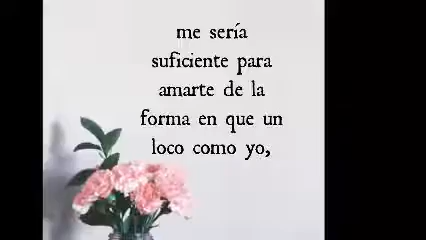 me sería
suficiente para
amarte de la
forma en que un
loco como yo,